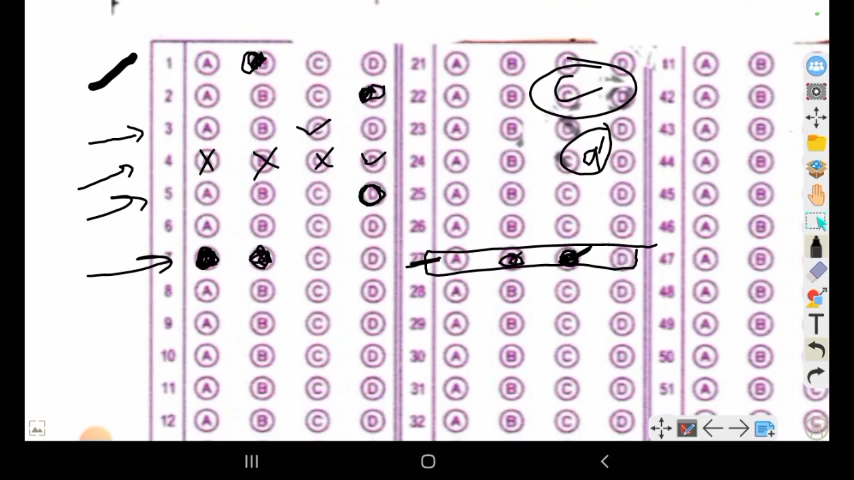 1 A B C D 21 A B C D 41 A B
2 A B C D 22 A B C D 42 A B
3 A B C D 23 A B C D 43 A B
4 A B C D 24 A B C D 44 A B
5 A B C D 25 A B C D 45 A B
6 A B C D 26 A B C D 46 A B
7 A B C D 27 A B C D 47 A B
8 A B C D 28 A B C D 48 A B
9 A B C D 29 A B C D 49 A B
10 A B C D 30 A B C D 50 A B
11 A B C D 31 A B C D 51 A B
12 A B C D 32 A B C D A B C